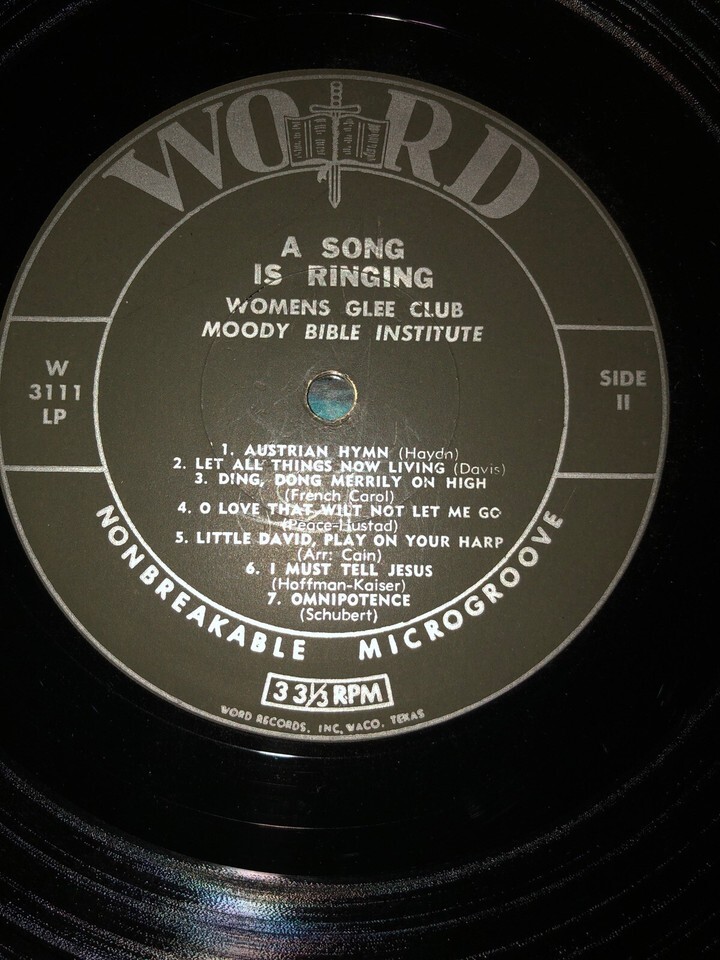 WORD
A SONG
IS RINGING
WOMENS GLEE CLUB
MOODY BIBLE INSTITUTE
W
3111
LP
SIDE
II
1. AUSTRIAN HYMN (Haydn)
2. LET ALL THINGS NOW LIVING (Davis)
3. DING, DONG MERRILY ON HIGH
(French Carol)
4. O LOVE THAT WILT NOT LET ME GO
(Peace-Hustad)
5. LITTLE DAVID, PLAY ON YOUR HARP
(Arr: Cain)
6. I MUST TELL JESUS
(Hoffman-Kaiser)
7. OMNIPOTENCE
(Schubert)
NONBREAKABLE MICROGROOVE
33⅓ RPM
WORD RECORDS, INC, WACO, TEXAS